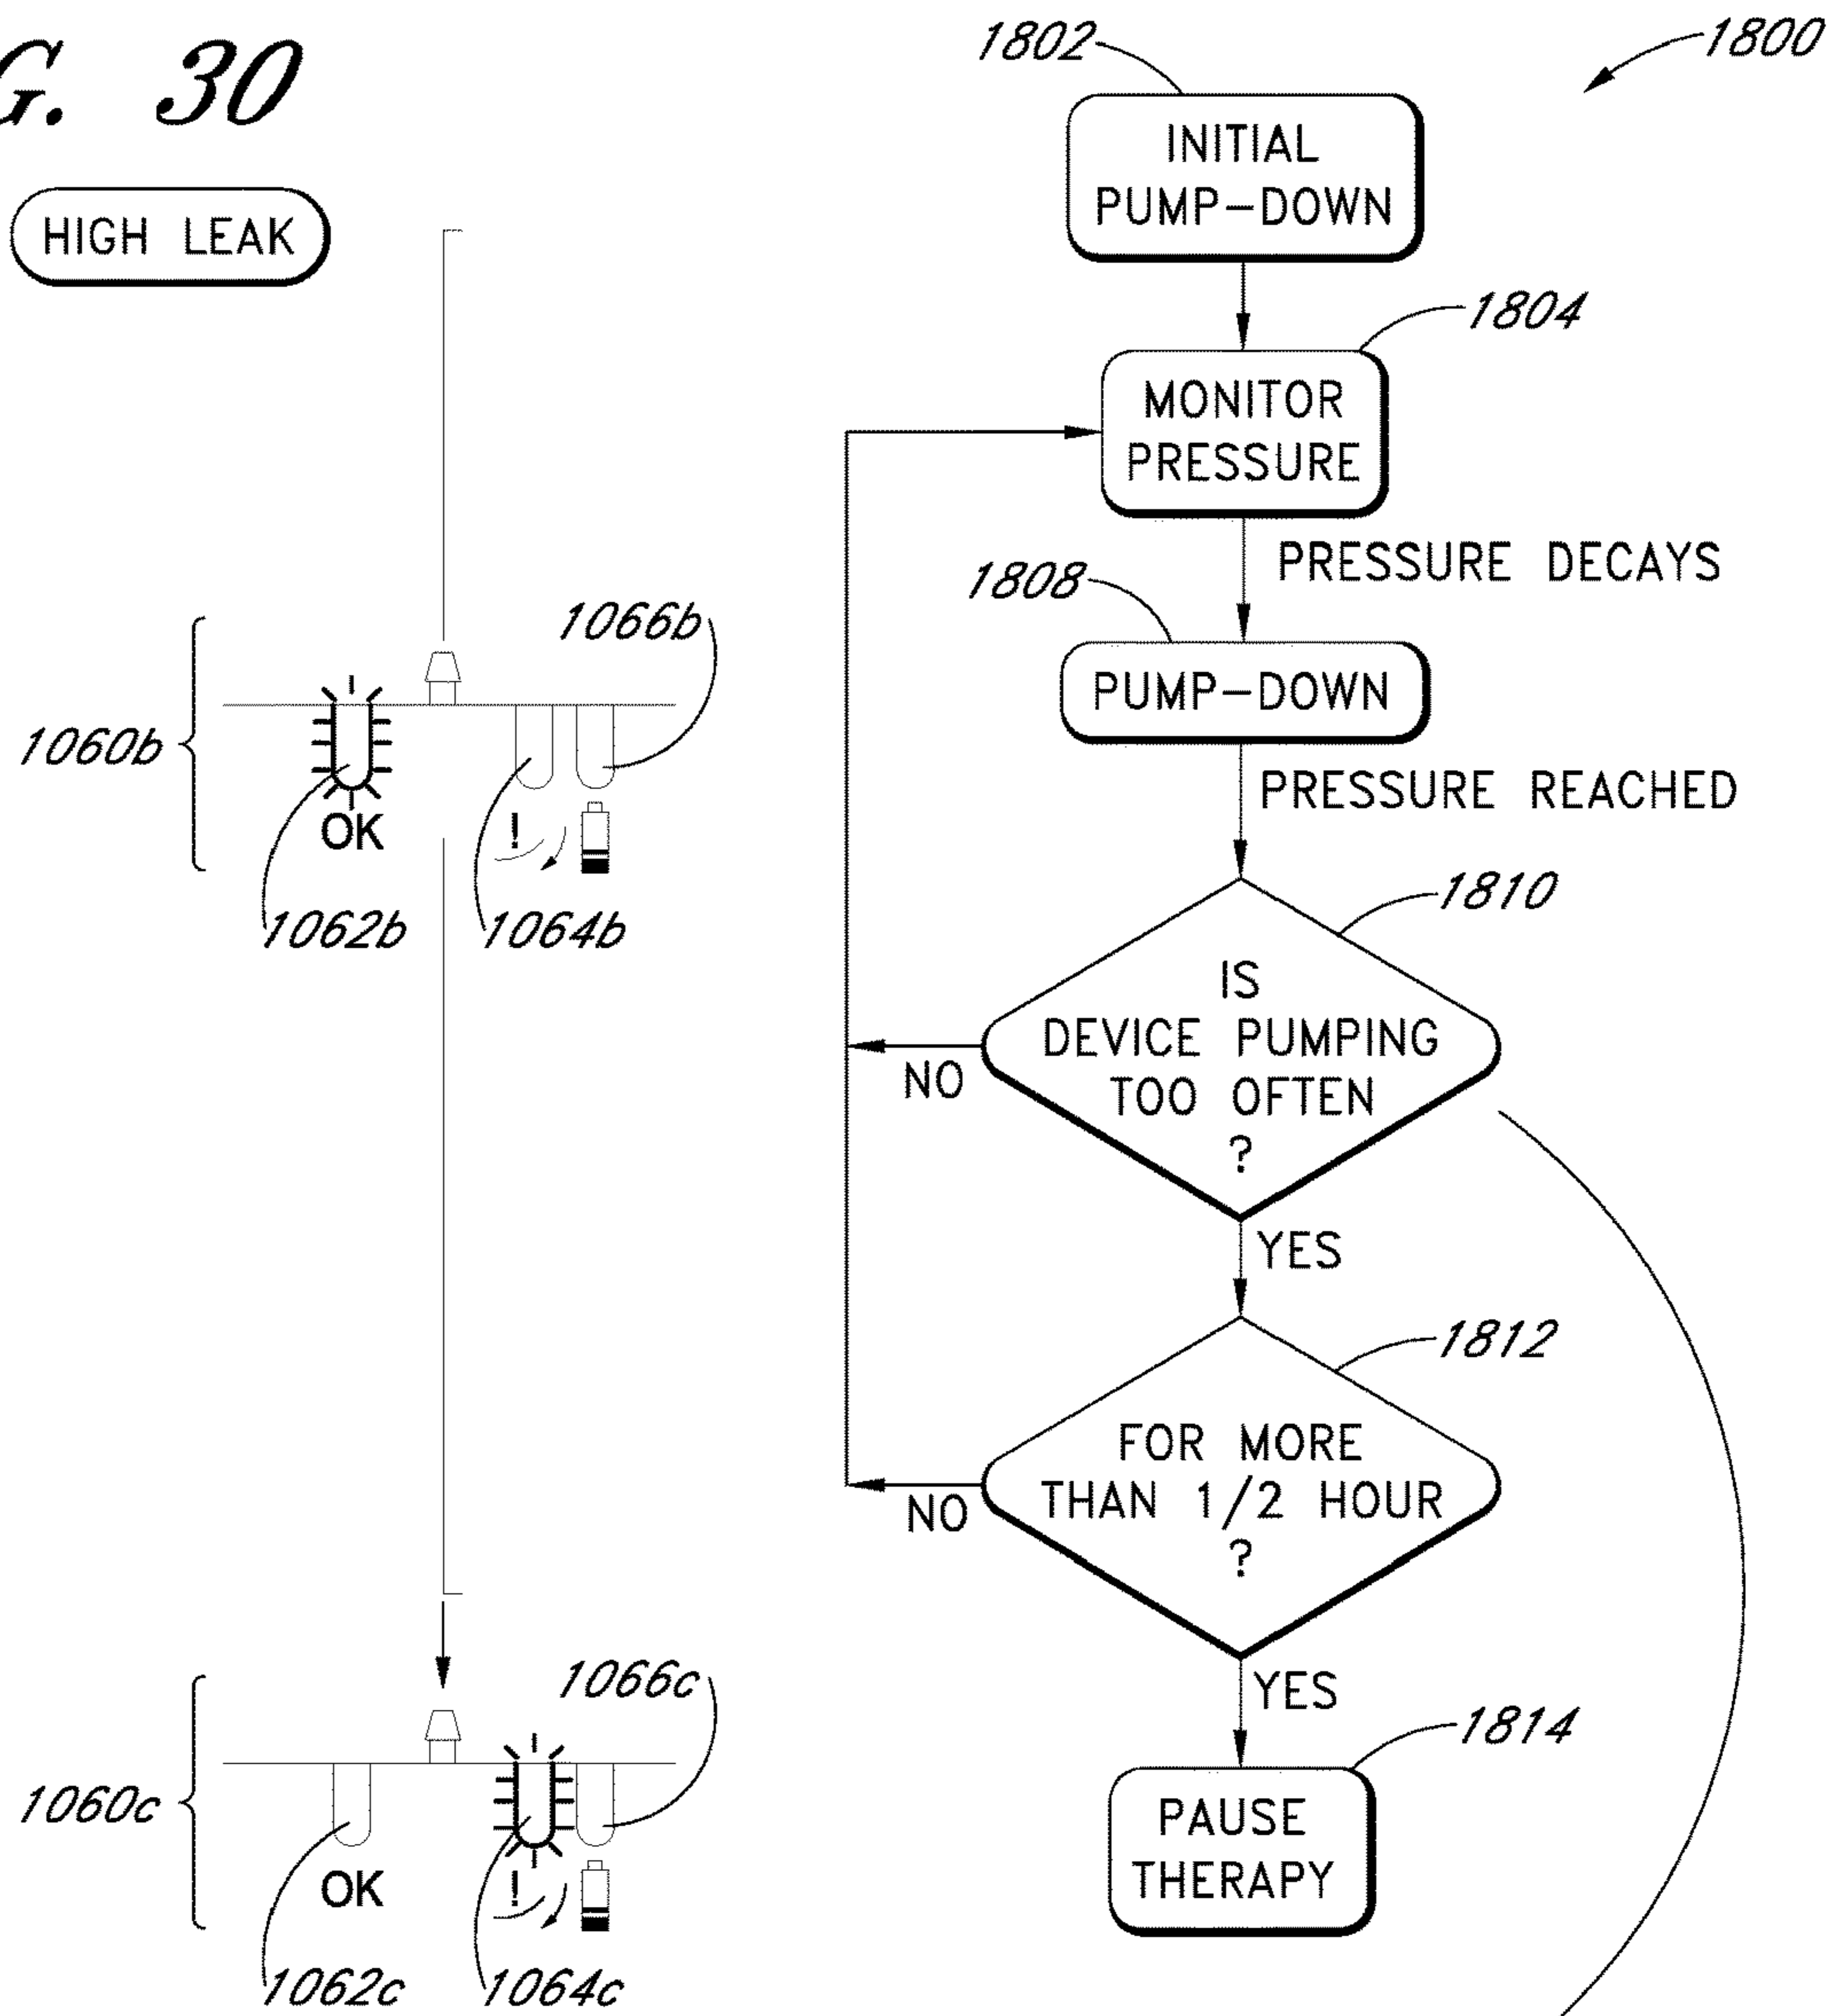 G. 30
HIGH LEAK
1800
1802
INITIAL
PUMP-DOWN
1804
MONITOR
PRESSURE
PRESSURE DECAYS
1808
PUMP-DOWN
PRESSURE REACHED
1810
IS
DEVICE PUMPING
TOO OFTEN
?
NO
YES
1812
FOR MORE
THAN 1/2 HOUR
?
NO
YES
1814
PAUSE
THERAPY
1060b
1066b
OK
!
1062b
1064b
1060c
1066c
OK
!
1062c
1064c